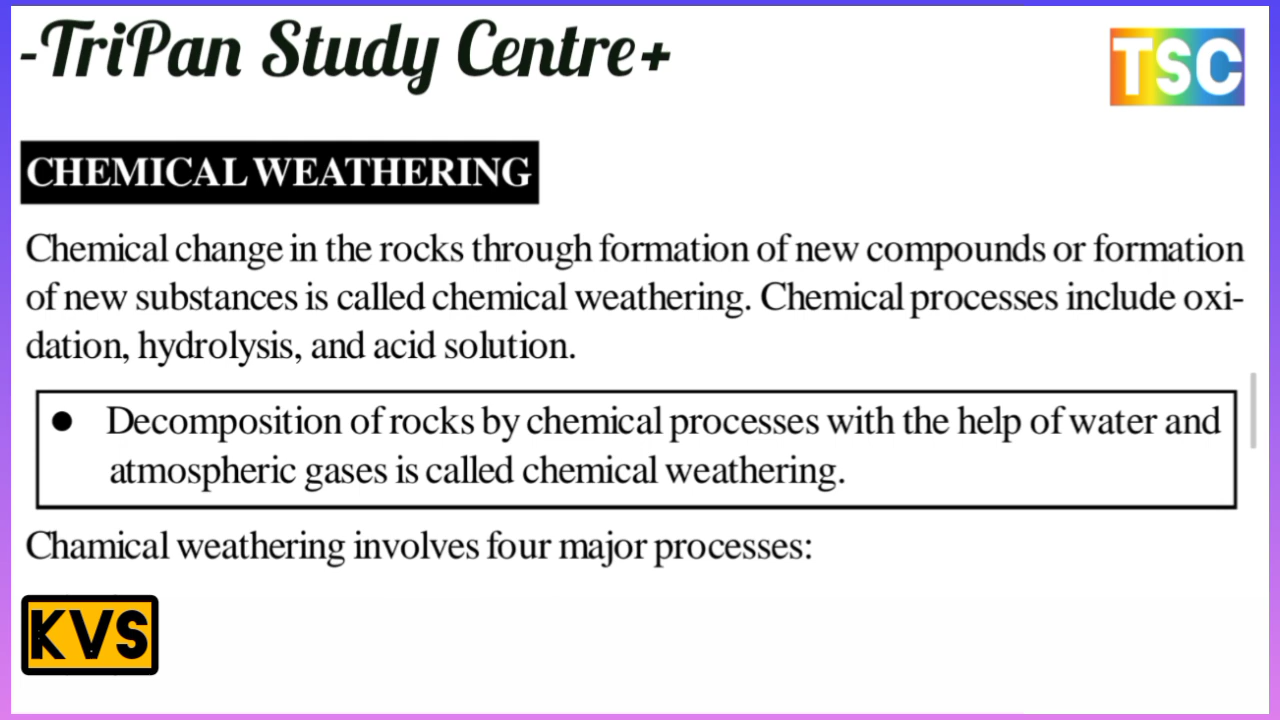 -TriPan Study Centre+
TSC
CHEMICAL WEATHERING
Chemical change in the rocks through formation of new compounds or formation
of new substances is called chemical weathering. Chemical processes include oxi-
dation, hydrolysis, and acid solution.
● Decomposition of rocks by chemical processes with the help of water and
atmospheric gases is called chemical weathering.
Chamical weathering involves four major processes:
KVS